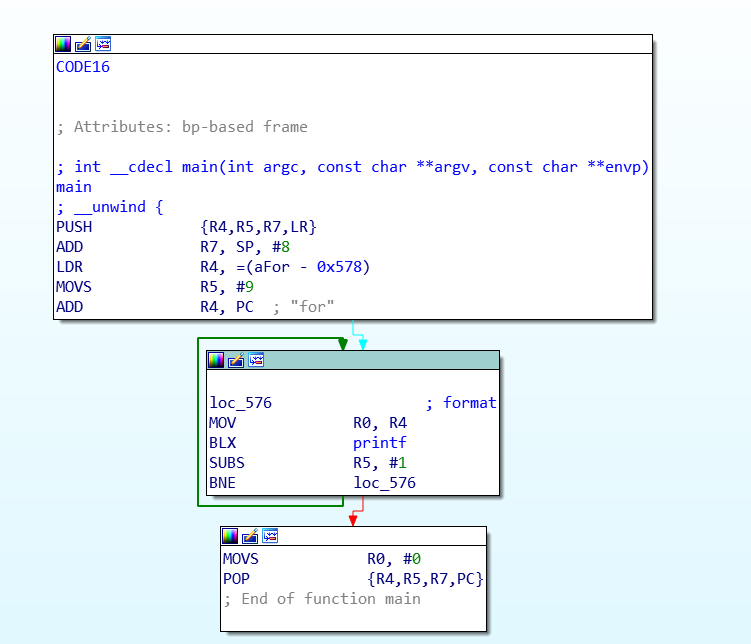 CODE16
; Attributes: bp-based frame
; int __cdecl main(int argc, const char **argv, const char **envp)
main
; __unwind {
PUSH {R4,R5,R7,LR}
ADD R7, SP, #8
LDR R4, =(aFor - 0x578)
MOVS R5, #9
ADD R4, PC ; "for"
loc_576 ; format
MOV R0, R4
BLX printf
SUBS R5, #1
BNE loc_576
MOVS R0, #0
POP {R4,R5,R7,PC}
; End of function main